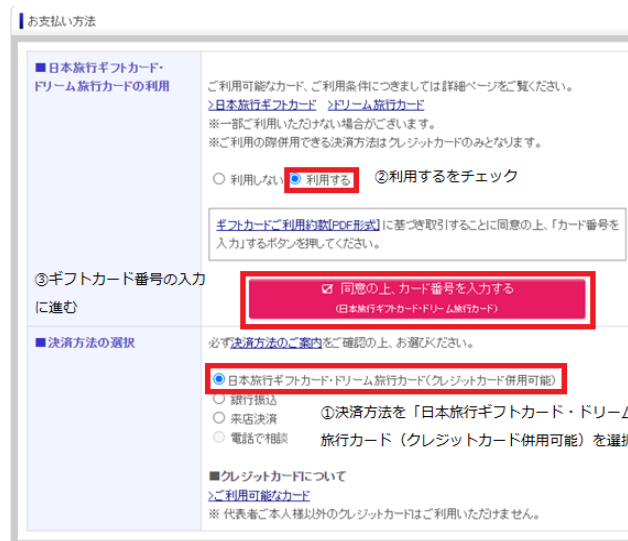 お支払い方法
■日本旅行ギフトカード・
ドリーム旅行カードの利用
ご利用可能なカード、ご利用条件につきましては詳細ページをご覧ください。
>日本旅行ギフトカード >ドリーム旅行カード
※一部ご利用いただけない場合がございます。
※ご利用の際併用できる決済方法はクレジットカードのみとなります。
利用しない 利用する ②利用するをチェック
ギフトカードご利用約款[PDF形式]に基づき取引することに同意の上、「カード番号を
入力」するボタンを押してください。
③ギフトカード番号の入力
に進む
同意の上、カード番号を入力する
(日本旅行ギフトカード・ドリーム旅行カード)
■決済方法の選択
必ず決済方法のご案内をご確認の上、お選びください。
日本旅行ギフトカード・ドリーム旅行カード(クレジットカード併用可能)
銀行振込
来店決済
電話で相談
①決済方法を「日本旅行ギフトカード・ドリーム
旅行カード（クレジットカード併用可能）を選択
■クレジットカードについて
>ご利用可能なカード
※ 代表者ご本人様以外のクレジットカードはご利用いただけません。